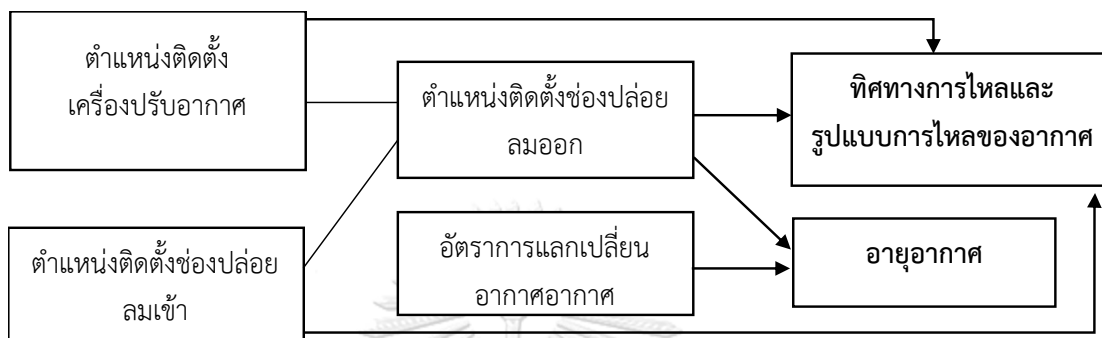 ตำแหน่งติดตั้ง
เครื่องปรับอากาศ
ตำแหน่งติดตั้งช่องปล่อย
ลมออก
ทิศทางการไหลและ
รูปแบบการไหลของอากาศ
ตำแหน่งติดตั้งช่องปล่อย
ลมเข้า
อัตราการแลกเปลี่ยน
อากาศอากาศ
อายุอากาศ